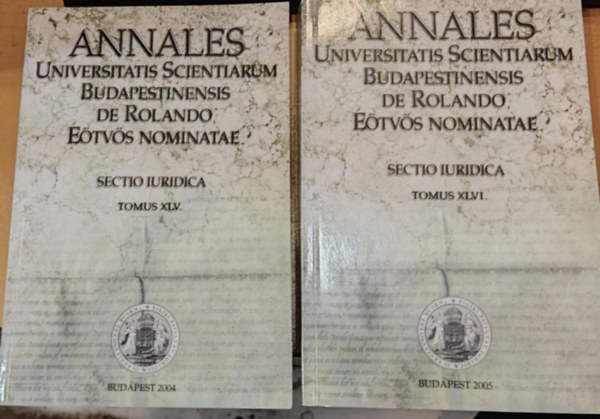 ANNALES
UNIVERSITATIS SCIENTIARUM
BUDAPESTINENSIS
DE ROLANDO
EÖTVÖS NOMINATAE
SECTIO IURIDICA
TOMUS XLV.
BUDAPEST 2004
ANNALES
UNIVERSITATIS SCIENTIARUM
BUDAPESTINENSIS
DE ROLANDO
EÖTVÖS NOMINATAE
SECTIO IURIDICA
TOMUS XLVI.
BUDAPEST 2005